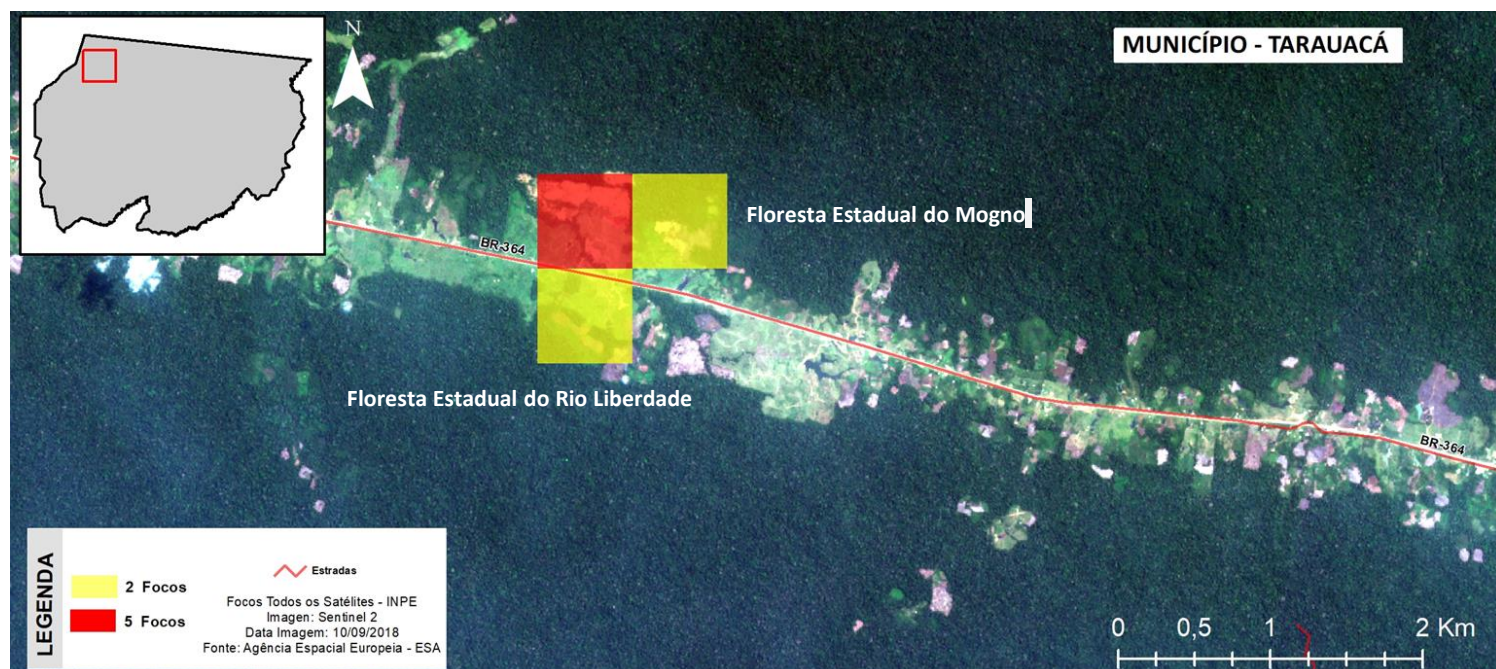 MUNICÍPIO - TARAUACÁ
N
Floresta Estadual do Mogno
BR-364
Floresta Estadual do Rio Liberdade
BR-364
LEGENDA
2 Focos
5 Focos
Estradas
Focos Todos os Satélites - INPE
Imagen: Sentinel 2
Data Imagem: 10/09/2018
Fonte: Agência Espacial Europeia - ESA
0 0,5 1 2 Km